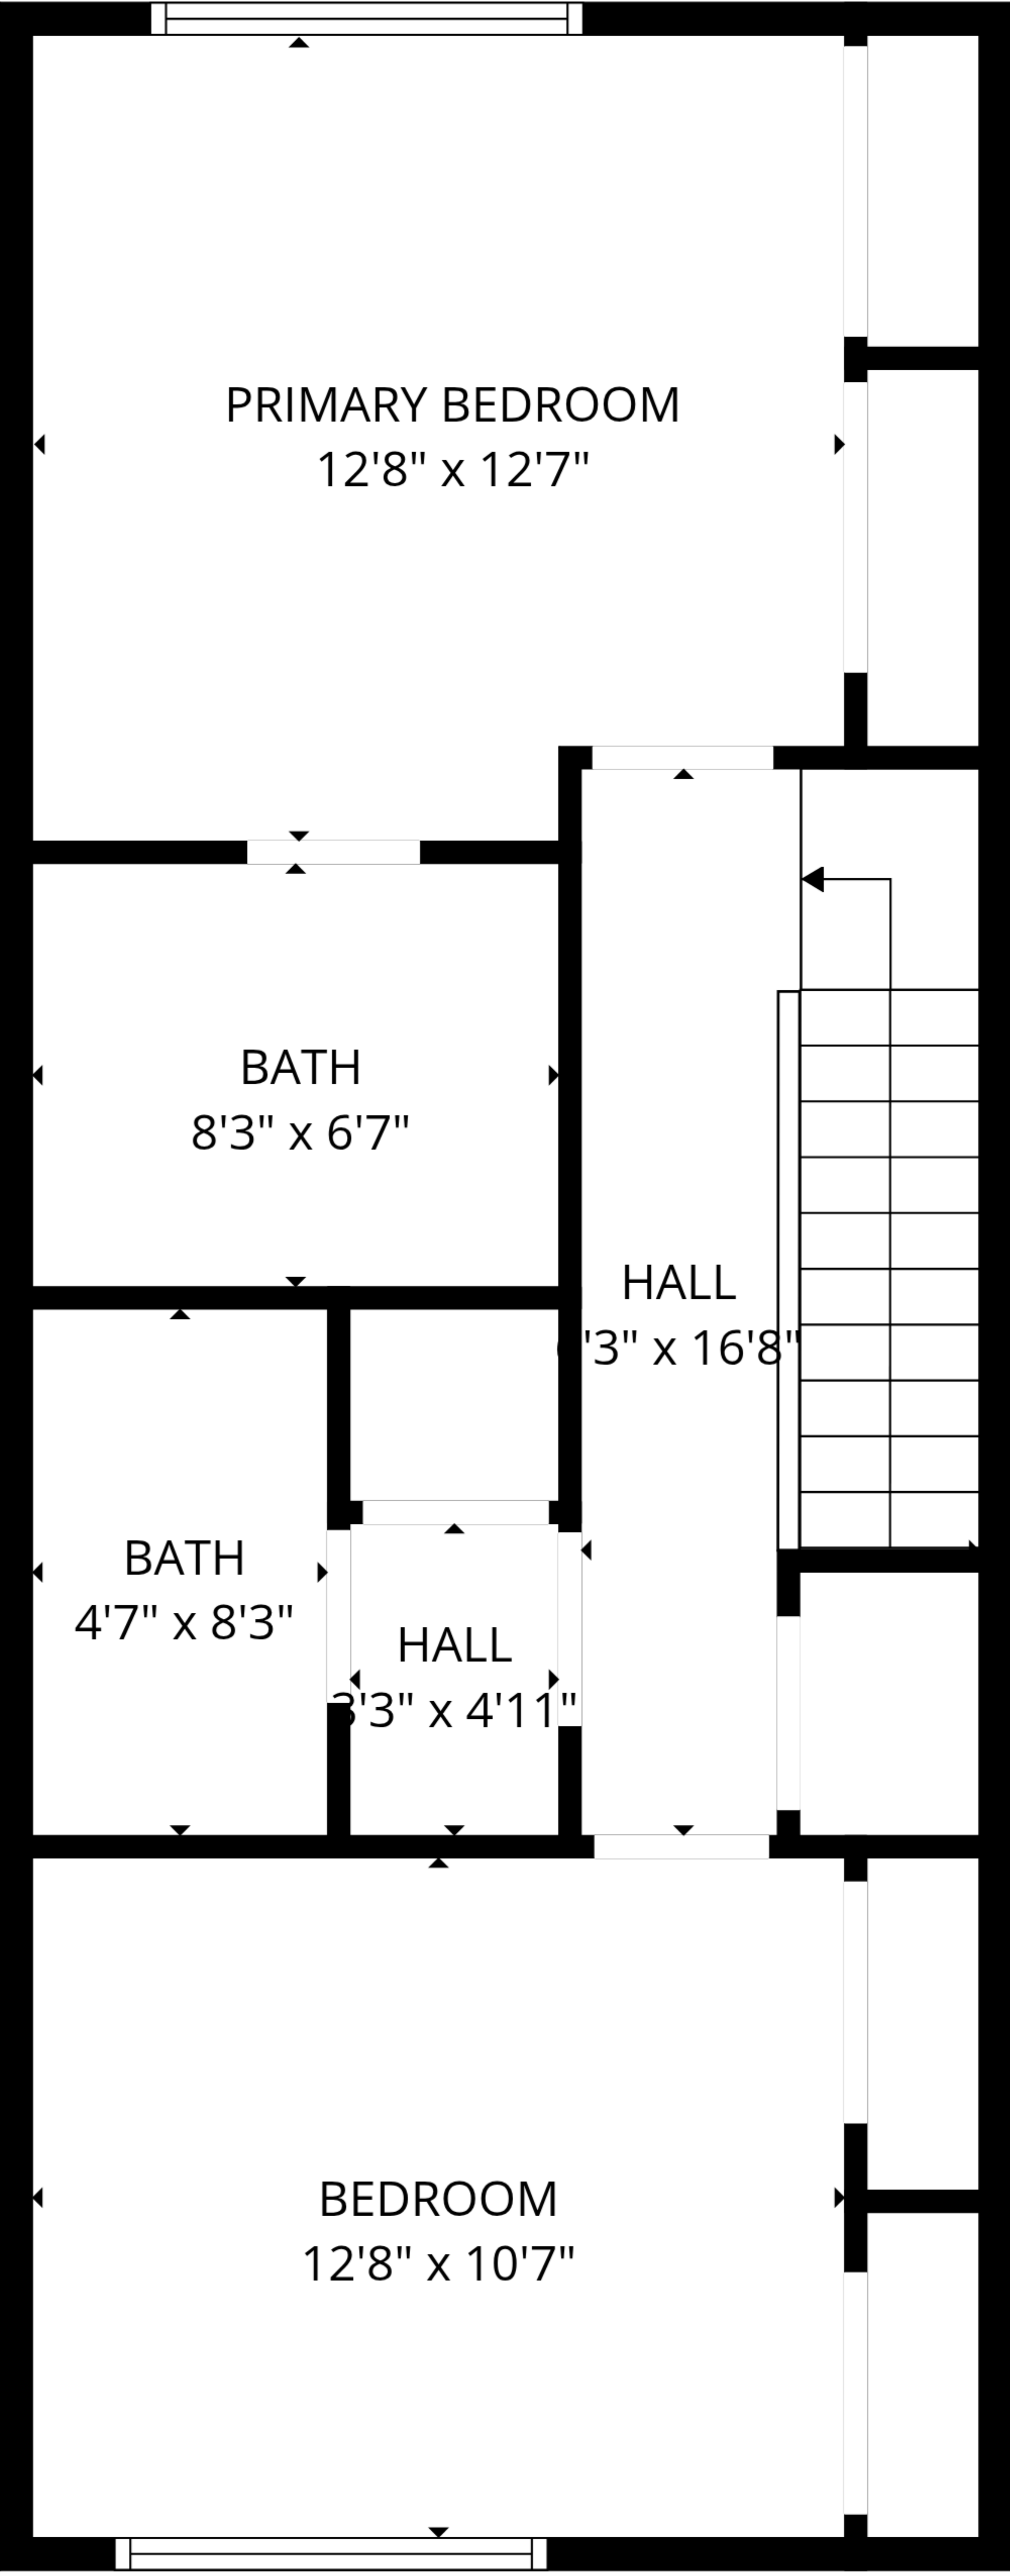 PRIMARY BEDROOM
12'8" x 12'7"
BATH
8'3" x 6'7"
HALL
'3" x 16'8"
BATH
4'7" x 8'3"
HALL
3'3" x 4'11"
BEDROOM
12'8" x 10'7"